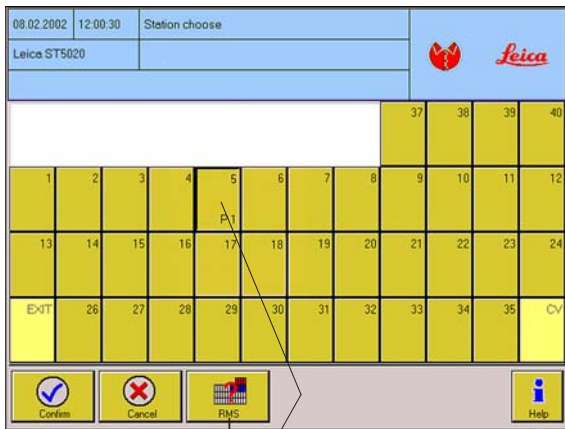 08.02.2002 12:00:30 Station choose
Leica ST5020
Leica
37 38 39 40
1 2 3 4 5 6 7 8 9 10 11 12
P 1
13 14 15 16 17 18 19 20 21 22 23 24
EXIT 26 27 28 29 30 31 32 33 34 35 CV
Confirm Cancel RMS Help